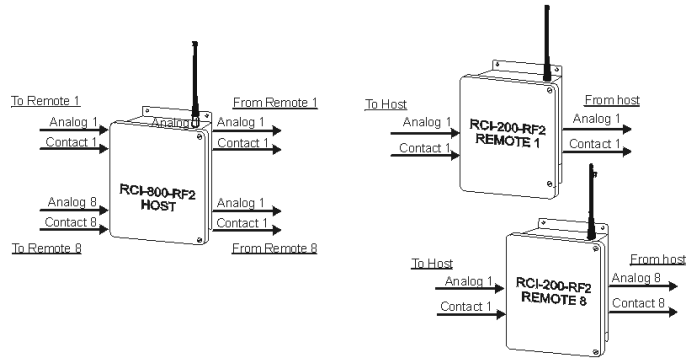 To Remote 1
From Remote 1
Analog 1
Analog
Analog 1
Contact 1
Contact 1
RCI-800-RF2
HOST
Analog 8
Analog 1
Contact 8
Contact 1
To Remote 8
From Remote 8
To Host
From host
Analog 1
Analog 1
Contact 1
Contact 1
RCI-200-RF2
REMOTE 1
To Host
From host
Analog 1
Analog 8
Contact 1
Contact 8
RCI-200-RF2
REMOTE 8